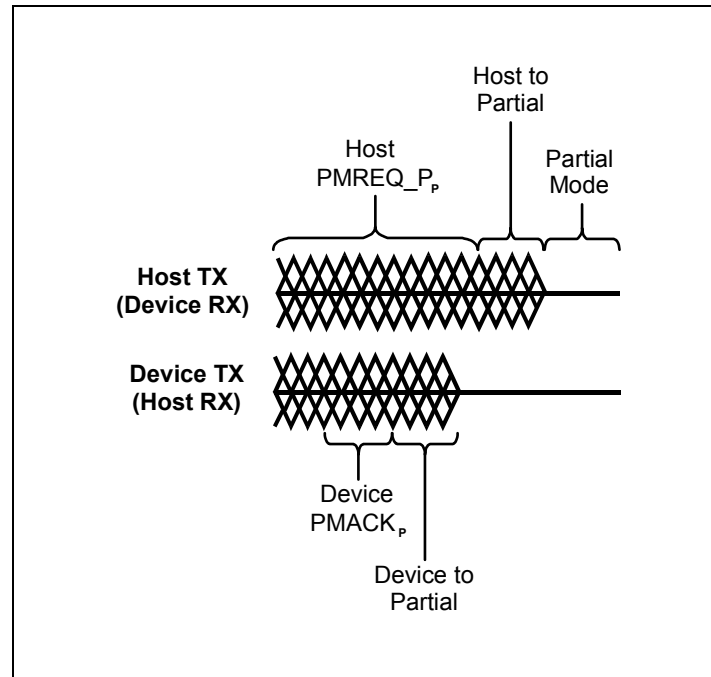 Host to
Partial
Host
PMREQ_PP
Partial
Mode
Host TX
(Device RX)
Device TX
(Host RX)
Device
PMACKP
Device to
Partial